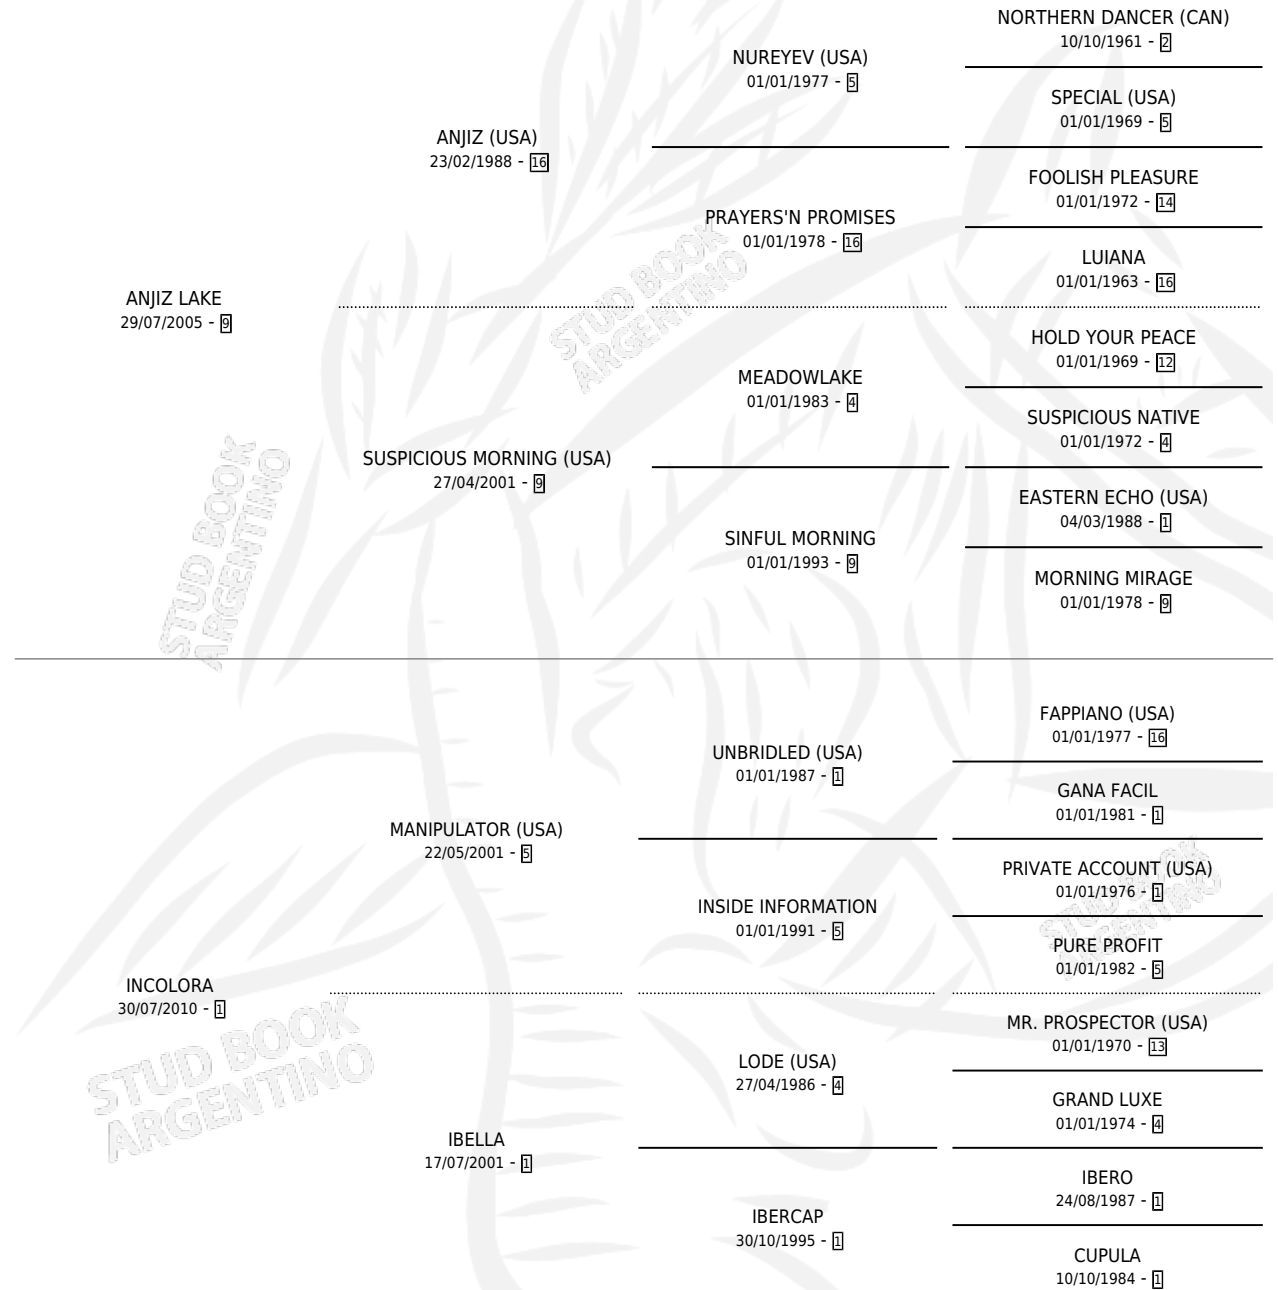 NORTHERN DANCER (CAN)
10/10/1961 - 2
NUREYEV (USA)
01/01/1977 - 5
SPECIAL (USA)
01/01/1969 - 5
ANJIZ (USA)
23/02/1988 - 16
FOOLISH PLEASURE
01/01/1972 - 14
PRAYERS'N PROMISES
01/01/1978 - 16
LUIANA
01/01/1963 - 16
ANJIZ LAKE
29/07/2005 - 9
STUD BOOK
ARGENTINO
HOLD YOUR PEACE
01/01/1969 - 12
MEADOWLAKE
01/01/1983 - 4
SUSPICIOUS NATIVE
01/01/1972 - 4
SUSPICIOUS MORNING (USA)
27/04/2001 - 9
EASTERN ECHO (USA)
04/03/1988 - 1
SINFUL MORNING
01/01/1993 - 9
MORNING MIRAGE
01/01/1978 - 9
STUD BOOK
ARGENTINO
FAPPIANO (USA)
01/01/1977 - 16
UNBRIDLED (USA)
01/01/1987 - 1
GANA FACIL
01/01/1981 - 1
MANIPULATOR (USA)
22/05/2001 - 5
PRIVATE ACCOUNT (USA)
01/01/1976 - 1
INSIDE INFORMATION
01/01/1991 - 5
STUD BOOK
ARGENTINO
PURE PROFIT
01/01/1982 - 5
INCOLORA
30/07/2010 - 1
STUD BOOK
ARGENTINO
MR. PROSPECTOR (USA)
01/01/1970 - 13
LODE (USA)
27/04/1986 - 4
GRAND LUXE
01/01/1974 - 4
IBELLA
17/07/2001 - 1
IBERO
24/08/1987 - 1
IBERCAP
30/10/1995 - 1
CUPULA
10/10/1984 - 1